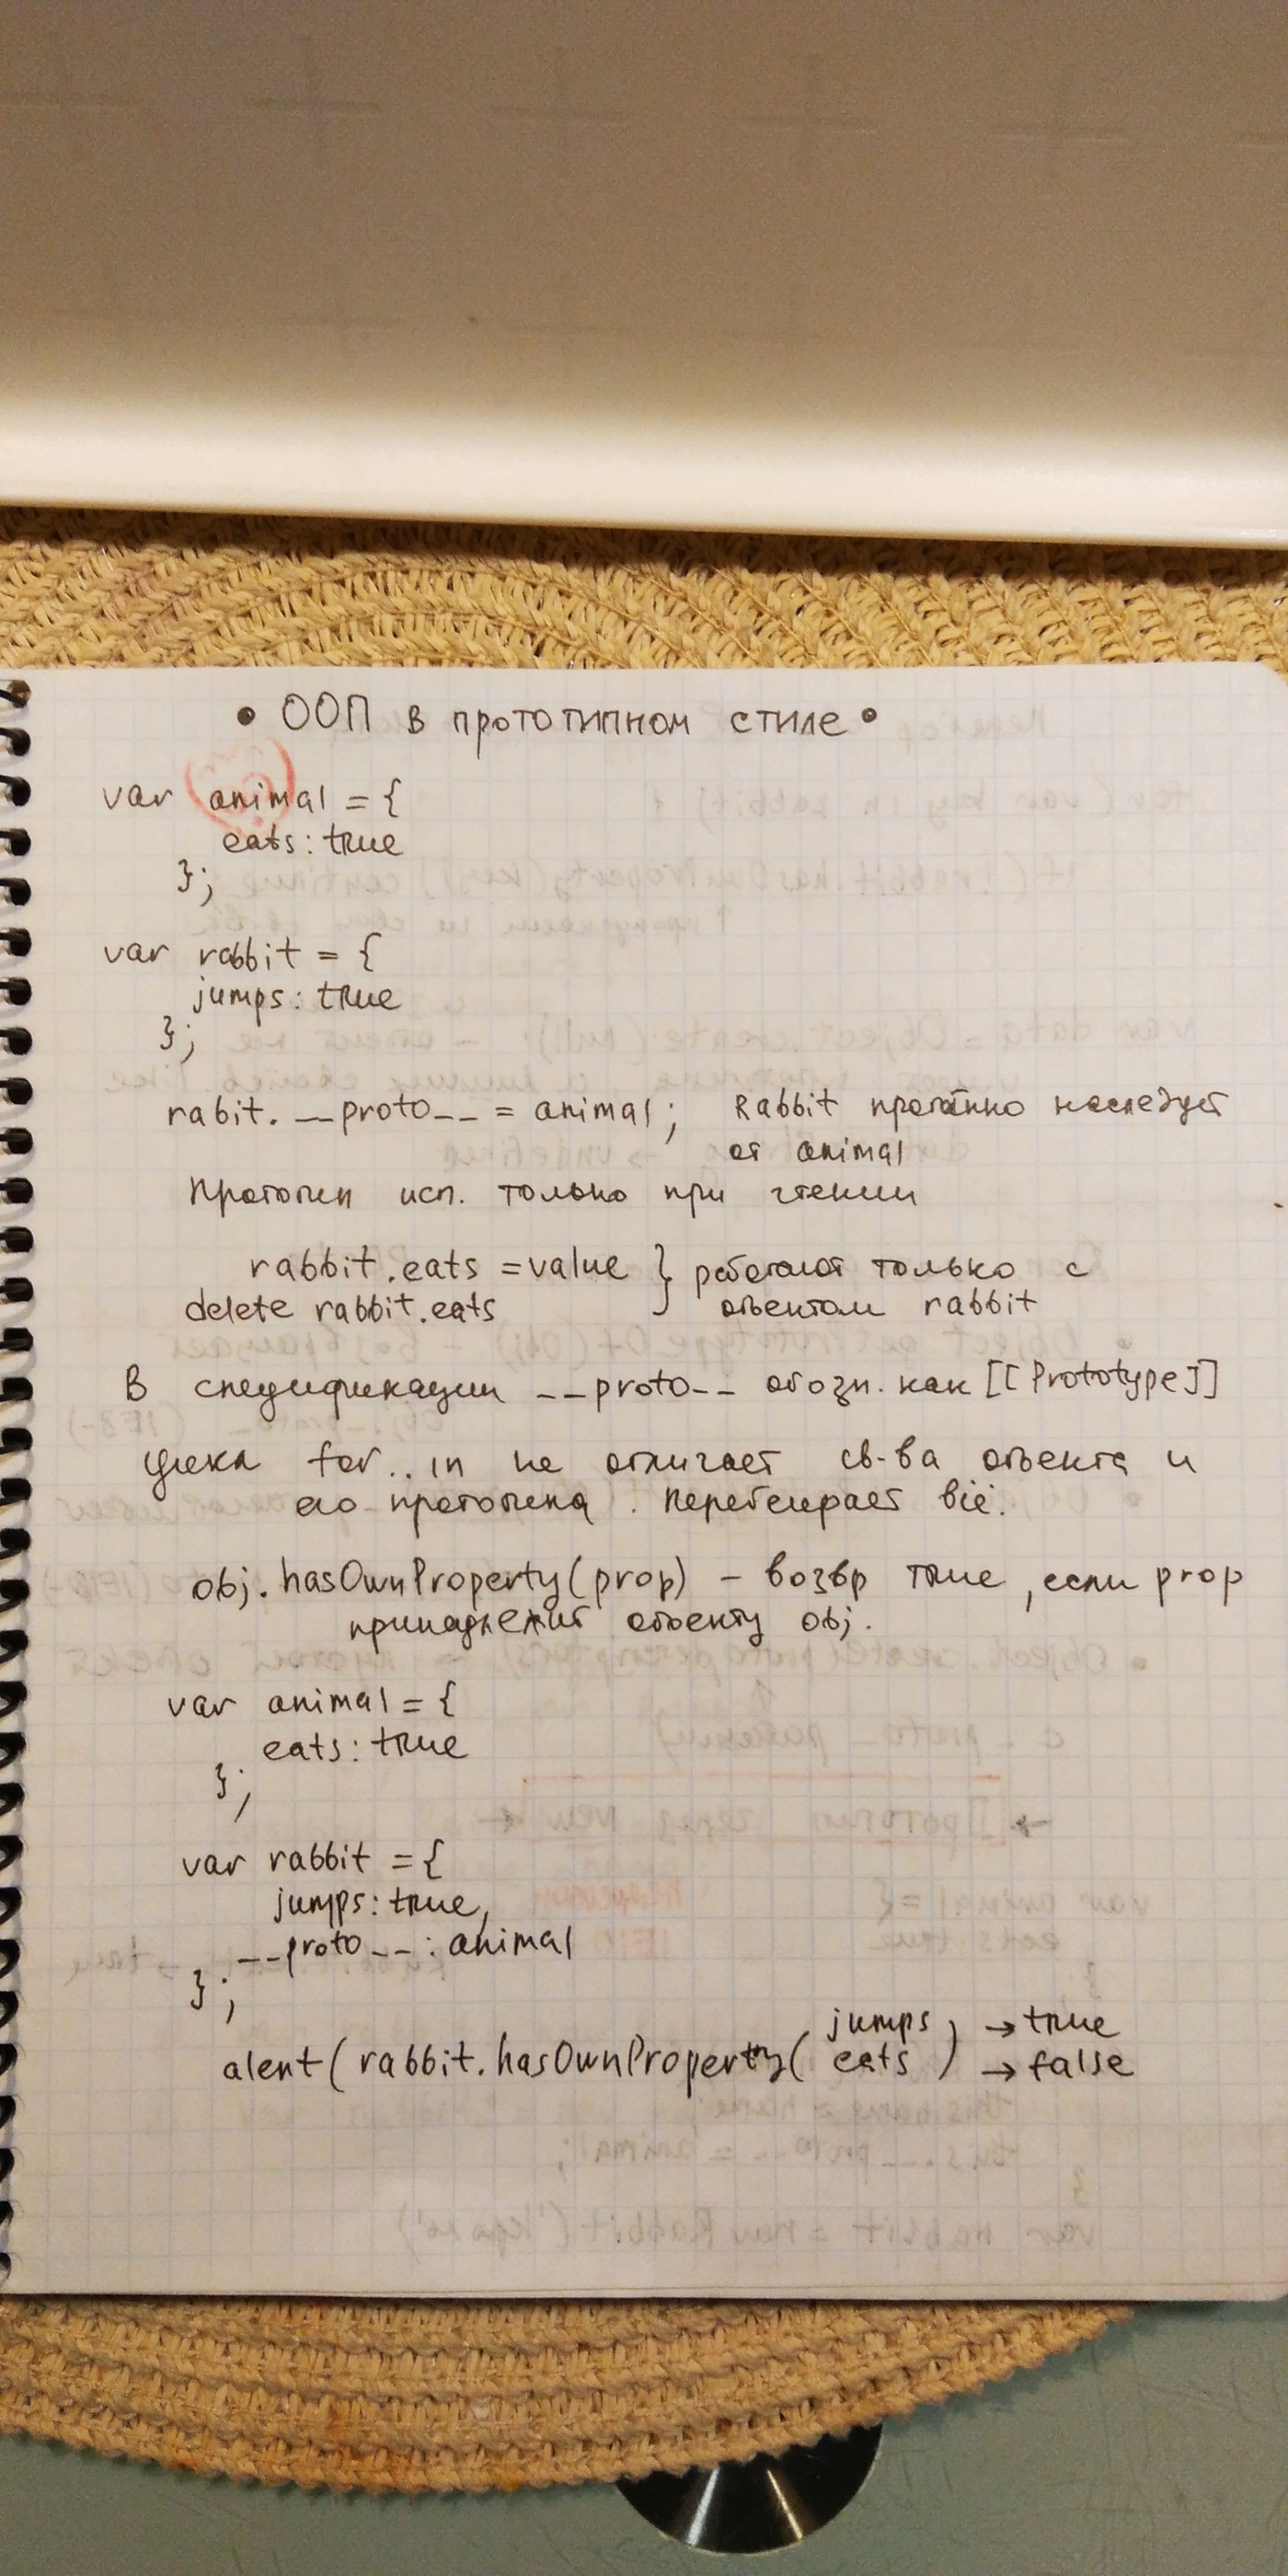 • ООП в прототипном стиле •
var animal = {
eats: true
};
var rabbit = {
jumps: true
};
rabit. __proto__ = animal; Rabbit наследует
от animal
Прототип исп. только при чтении
rabbit.eats = value } работают только с
delete rabbit.eats объектом rabbit
В спецификации __proto__ обозн. как [[Prototype]]
Цикл for..in не отличает св-ва объекта и
его прототипа. Перебирает всё.
obj.hasOwnProperty(prop) - возвр true, если prop
принадлежит объекту obj.
var animal = {
eats: true
};
var rabbit = {
jumps: true,
__proto__: animal
};
jumps ) → true
alert(rabbit.hasOwnProperty( eats → false